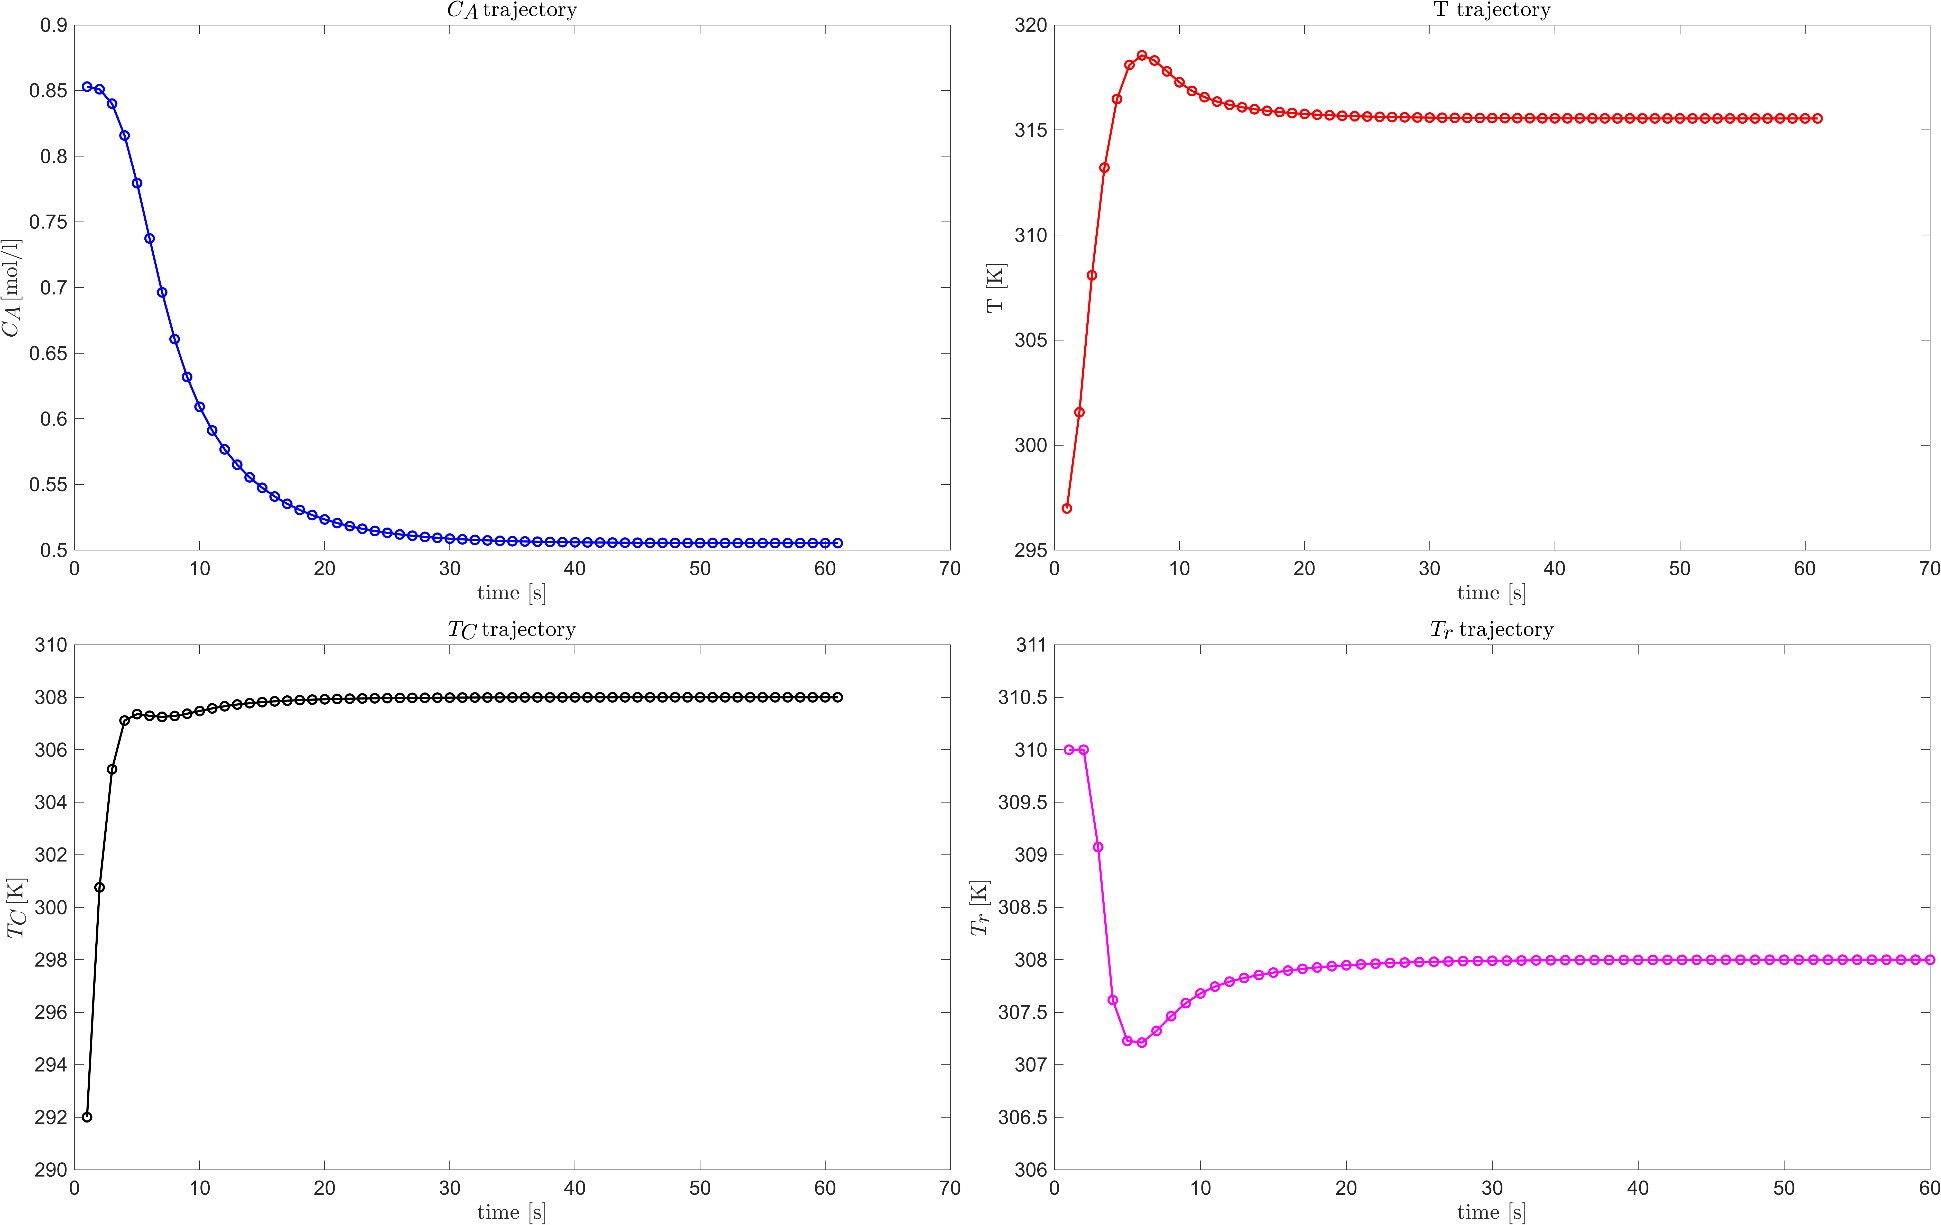 C_A trajectory
0.9
0.85
0.8
0.75
0.7
0.65
0.6
0.55
0.5
C_A [mol/l]
0 10 20 30 40 50 60 70
time [s]
T trajectory
320
315
310
305
300
295
T [K]
0 10 20 30 40 50 60 70
time [s]
T_C trajectory
310
308
306
304
302
300
298
296
294
292
290
T_C [K]
0 10 20 30 40 50 60 70
time [s]
T_r trajectory
311
310.5
310
309.5
309
308.5
308
307.5
307
306.5
306
T_r [K]
0 10 20 30 40 50 60
time [s]